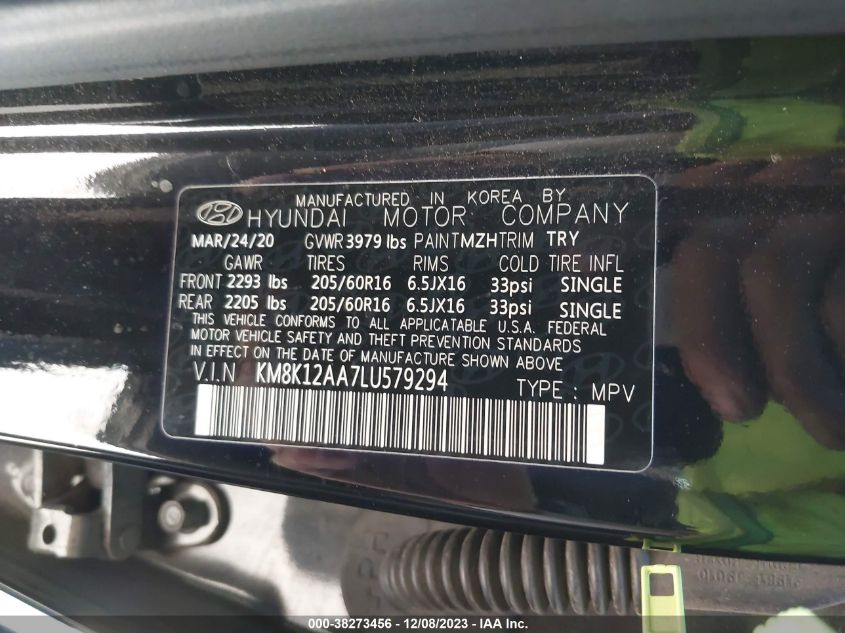 MANUFACTURED IN KOREA BY
HYUNDAI MOTOR COMPANY
MAR/24/20 GVWR 3979 lbs PAINT MZH TRIM TRY
GAWR TIRES RIMS COLD TIRE INFL
FRONT 2293 lbs 205/60R16 6.5JX16 33psi SINGLE
REAR 2205 lbs 205/60R16 6.5JX16 33psi SINGLE
THIS VEHICLE CONFORMS TO ALL APPLICATABLE U.S.A. FEDERAL
MOTOR VEHICLE SAFETY AND THEFT PREVENTION STANDARDS
IN EFFECT ON THE DATE OF MANUFACTURE SHOWN ABOVE.
V.I.N KM8K12AA7LU579294 TYPE : MPV
000-38273456 - 12/08/2023 - IAA Inc.